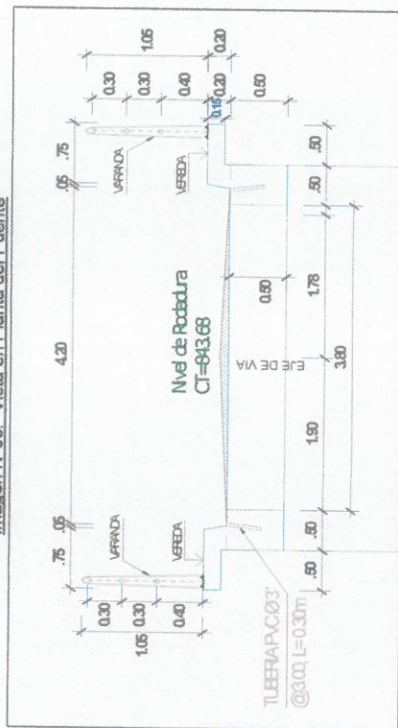 Vista en Planta del Puente
.75
.05
4.20
.05
.75
1.05
0.30
0.30
0.40
VARANDA
VEREDA
Nivel de Rodadura
CT=843.68
VARANDA
VEREDA
0.30
0.30
0.40
1.05
0.15
0.20
0.20
0.50
TUBERIA PVC Ø3"
@3.00, L=0.30m
EJE DE VIA
0.60
.50
.50
1.90
1.78
.50
.50
3.80